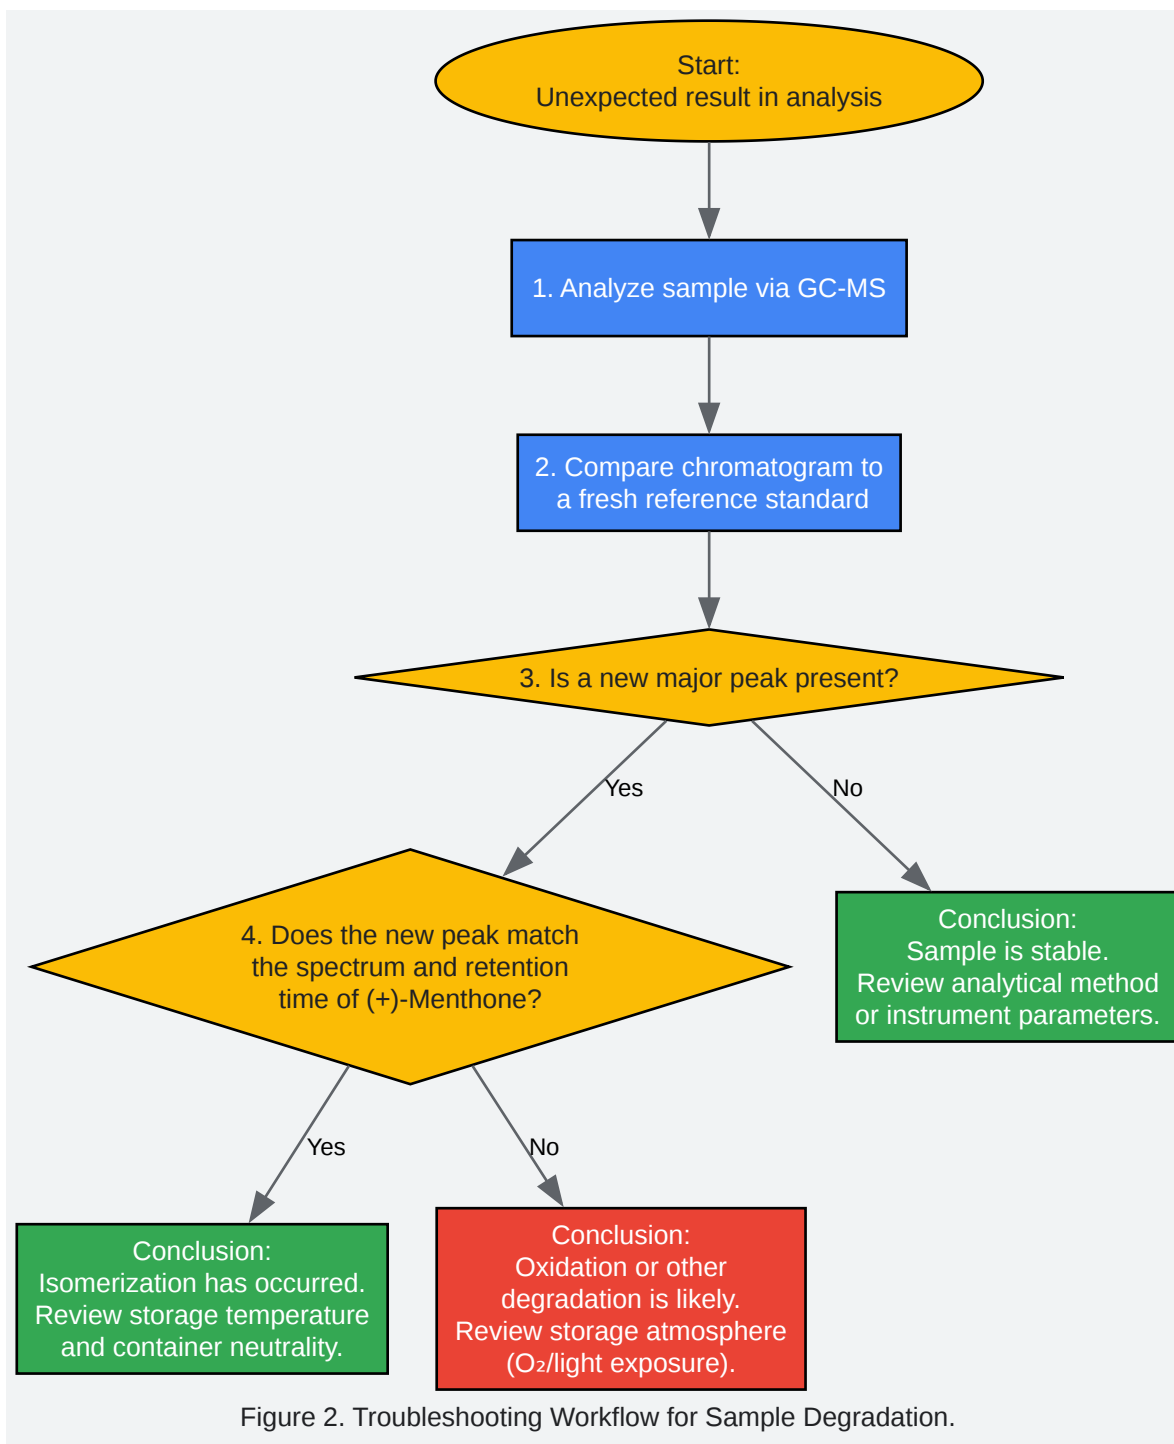 Start:
Unexpected result in analysis
1. Analyze sample via GC-MS
2. Compare chromatogram to
a fresh reference standard
3. Is a new major peak present?
Yes
No
4. Does the new peak match
the spectrum and retention
time of (+)-Menthone?
Conclusion:
Sample is stable.
Review analytical method
or instrument parameters.
Yes
No
Conclusion:
Isomerization has occurred.
Review storage temperature
and container neutrality.
Conclusion:
Oxidation or other
degradation is likely.
Review storage atmosphere
(O₂/light exposure).
Figure 2. Troubleshooting Workflow for Sample Degradation.